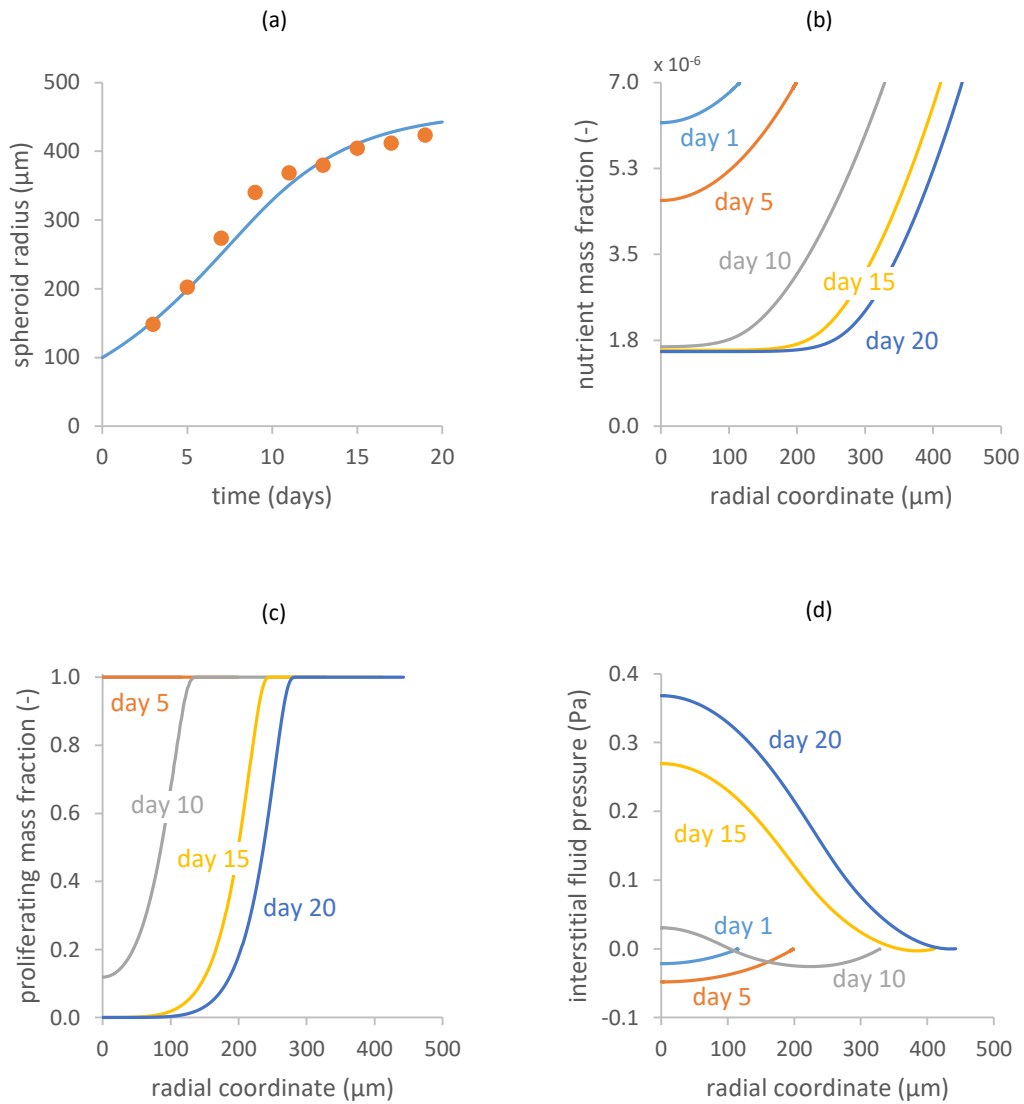 (a)
500
400
300
200
100
0
spheroid radius (µm)
0 5 10 15 20
time (days)
(b)
x 10-6
7.0
5.3
3.5
1.8
0.0
nutrient mass fraction (-)
day 1
day 5
day 10
day 15
day 20
0 100 200 300 400 500
radial coordinate (µm)
(c)
1.0
0.8
0.6
0.4
0.2
0.0
proliferating mass fraction (-)
day 5
day 10
day 15
day 20
0 100 200 300 400 500
radial coordinate (µm)
(d)
0.4
0.3
0.2
0.1
0.0
-0.1
interstitial fluid pressure (Pa)
day 20
day 15
day 1
day 10
day 5
0 100 200 300 400 500
radial coordinate (µm)